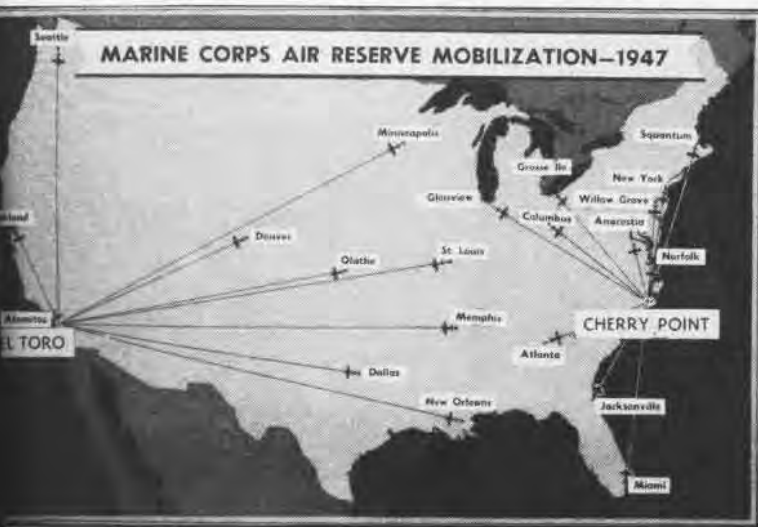 Seattle
MARINE CORPS AIR RESERVE MOBILIZATION—1947
Minneapolis
Squantum
Grosse Ile
New York
Glenview
Willow Grove
Columbus
Anacostia
Denver
St. Louis
Olathe
Norfolk
Alamitos
EL TORO
Memphis
CHERRY POINT
Atlanta
Dallas
New Orleans
Jacksonville
Miami